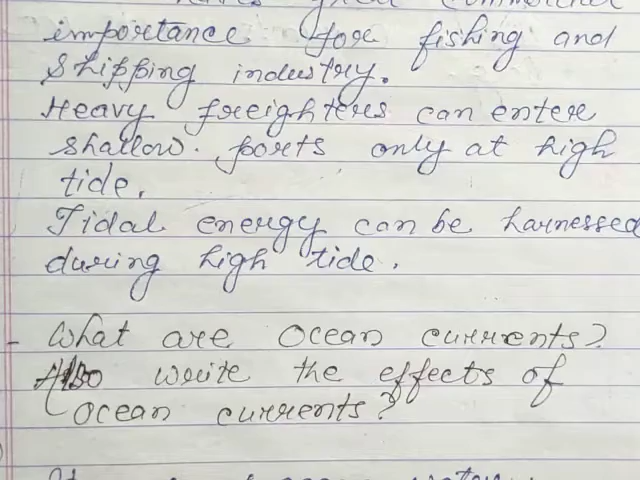 importance for fishing and
shipping industry.
Heavy freighters can enter
shallow. ports only at high
tide.
Tidal energy can be harnessed
during high tide.
- What are Ocean currents?
Also write the effects of
Ocean currents?